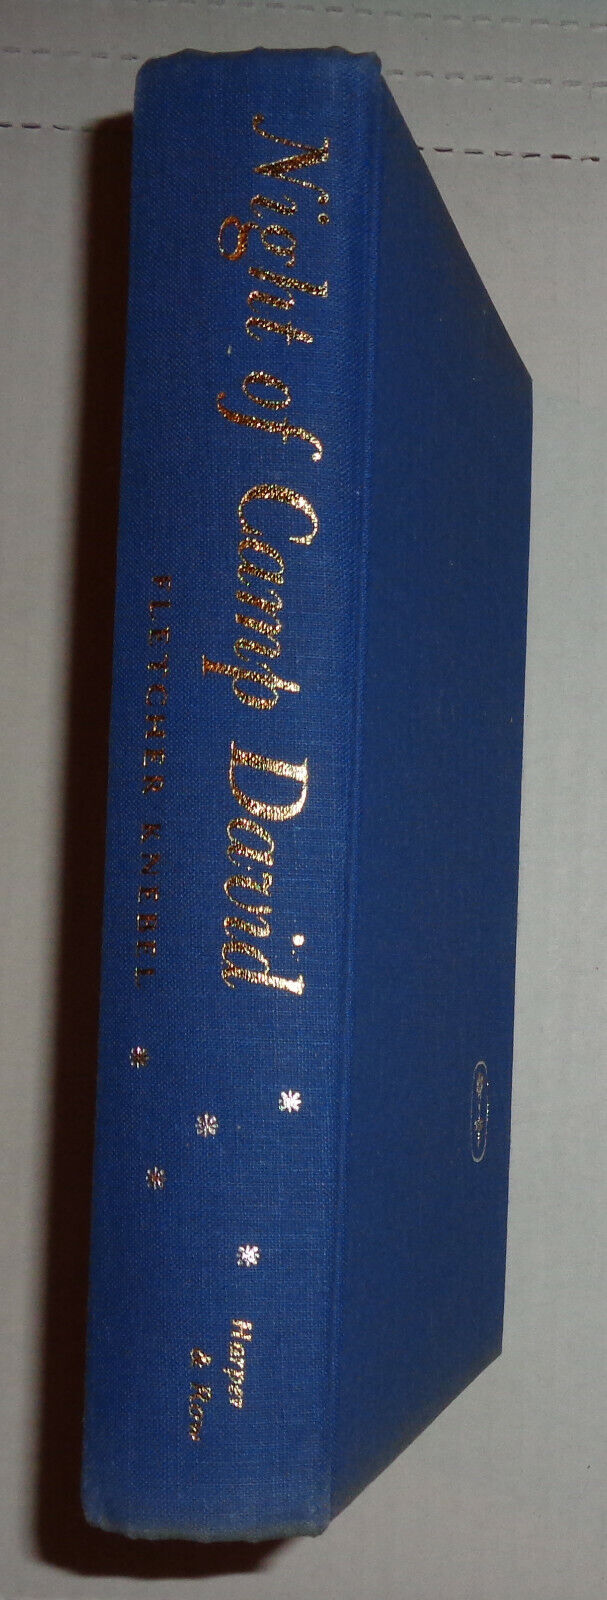 Night of Camp David
FLETCHER KNEBEL
Harper
& Row